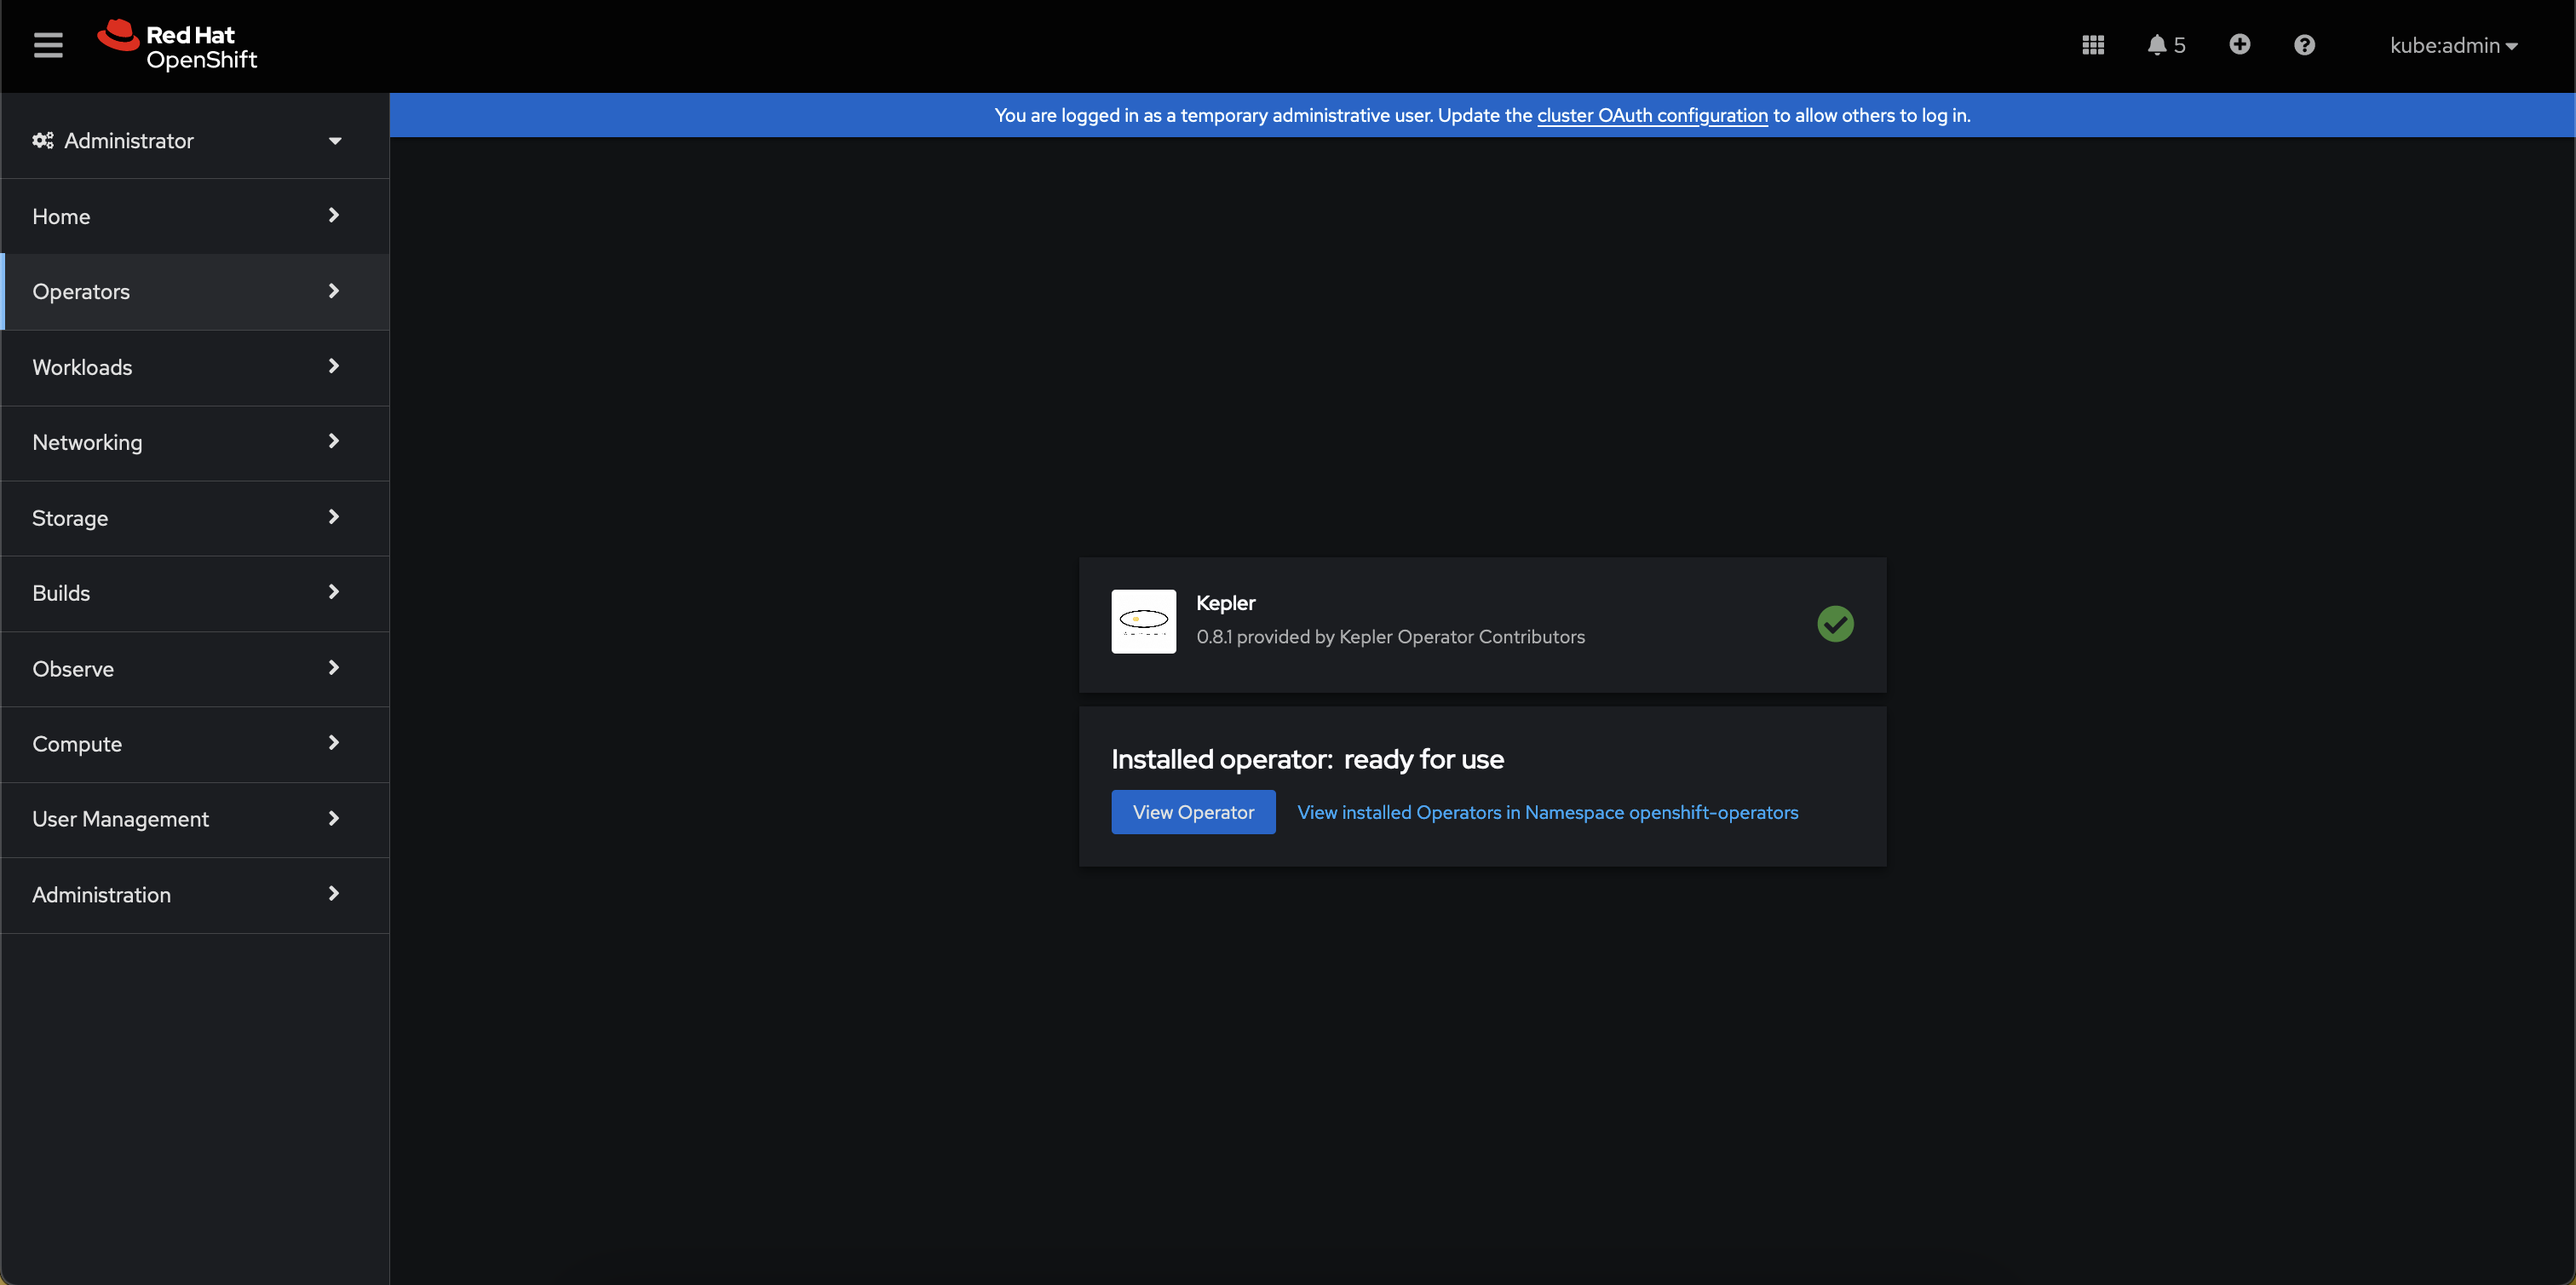 Red Hat
OpenShift
5
kube:admin
You are logged in as a temporary administrative user. Update the cluster OAuth configuration to allow others to log in.
Administrator
Home
Operators
Workloads
Networking
Storage
Builds
Observe
Compute
User Management
Administration
Kepler
0.8.1 provided by Kepler Operator Contributors
Installed operator: ready for use
View Operator
View installed Operators in Namespace openshift-operators